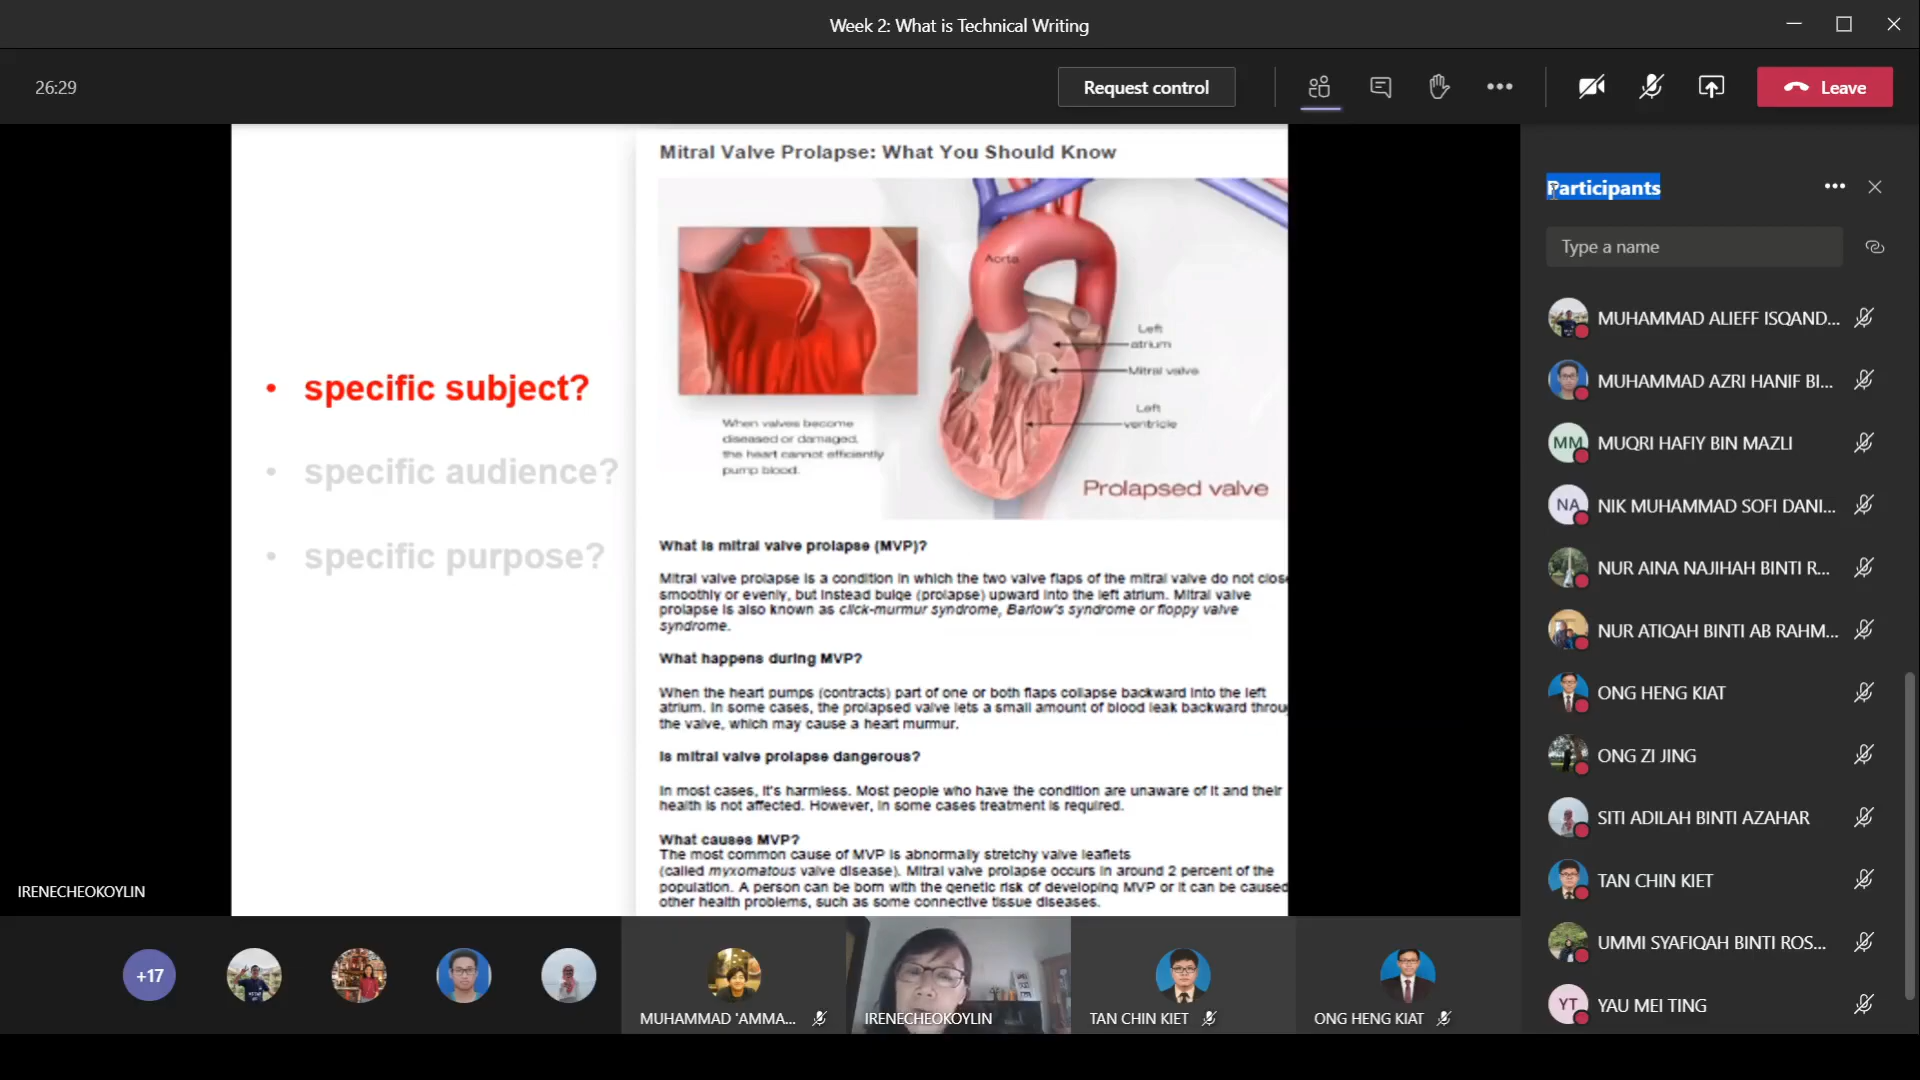 Week 2: What is Technical Writing
26:29
Request control
Leave
Mitral Valve Prolapse: What You Should Know
Aorta
Left
atrium
Mitral valve
Left
ventricle
When valves become
diseased or damaged,
the heart cannot efficiently
pump blood.
Prolapsed valve
• specific subject?
• specific audience?
• specific purpose?
What is mitral valve prolapse (MVP)?
Mitral valve prolapse is a condition in which the two valve flaps of the mitral valve do not clos
smoothly or evenly, but instead bulge (prolapse) upward into the left atrium. Mitral valve
prolapse is also known as click-murmur syndrome, Barlow's syndrome or floppy valve
syndrome.
What happens during MVP?
When the heart pumps (contracts) part of one or both flaps collapse backward into the left
atrium. In some cases, the prolapsed valve lets a small amount of blood leak backward throu
the valve, which may cause a heart murmur.
Is mitral valve prolapse dangerous?
In most cases, it's harmless. Most people who have the condition are unaware of it and their
health is not affected. However, in some cases treatment is required.
What causes MVP?
The most common cause of MVP is abnormally stretchy valve leaflets
(called myxomatous valve disease). Mitral valve prolapse occurs in around 2 percent of the
population. A person can be born with the genetic risk of developing MVP or it can be caused
other health problems, such as some connective tissue diseases.
IRENECHEOKOYLIN
+17
MUHAMMAD 'AMMA...
IRENECHEOKOYLIN
TAN CHIN KIET
ONG HENG KIAT
Participants
Type a name
MUHAMMAD ALIEFF ISQAND...
MUHAMMAD AZRI HANIF BI...
MM MUQRI HAFIY BIN MAZLI
NA NIK MUHAMMAD SOFI DANI...
NUR AINA NAJIHAH BINTI R...
NUR ATIQAH BINTI AB RAHM...
ONG HENG KIAT
ONG ZI JING
SITI ADILAH BINTI AZAHAR
TAN CHIN KIET
UMMI SYAFIQAH BINTI ROS...
YT YAU MEI TING